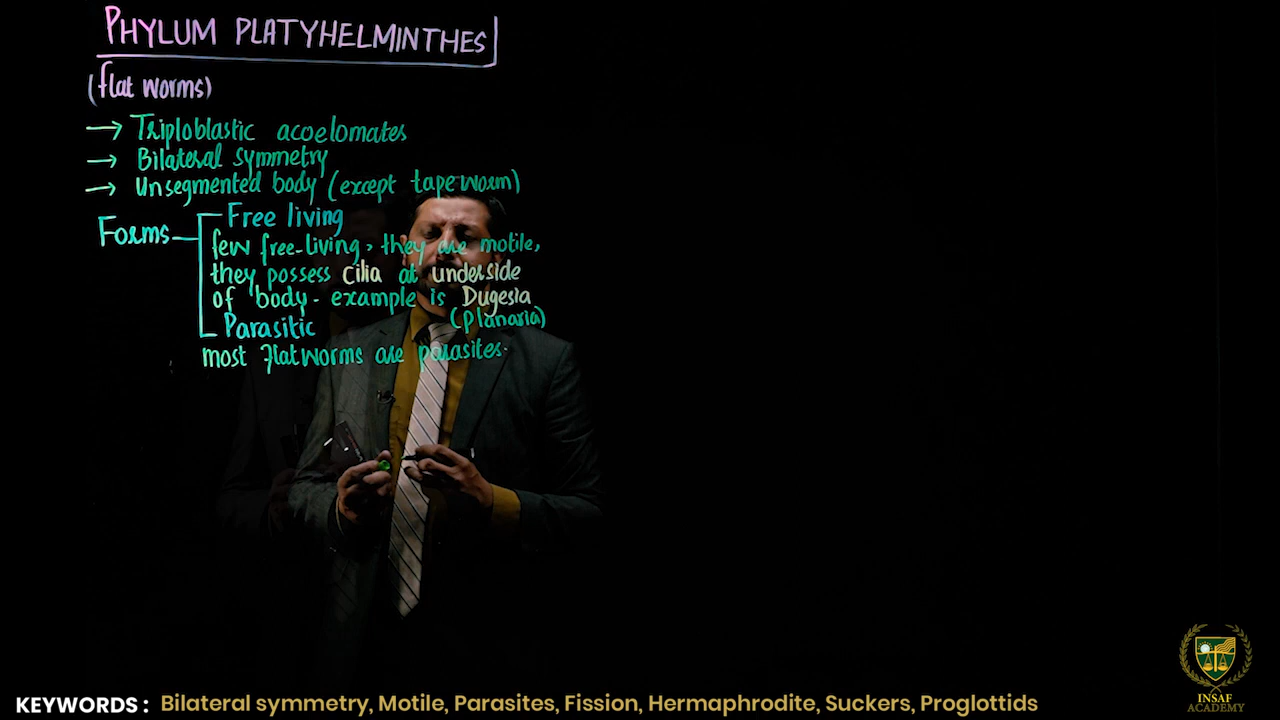 PHYLUM PLATYHELMINTHES
(flat worms)
→ Triploblastic acoelomates
→ Bilateral symmetry
→ Unsegmented body (except tape worm)
Forms
Free living
few free-living, they are motile,
they possess cilia at underside
of body. example is Dugesia
(planaria)
Parasitic
most flatworms are parasites.
KEYWORDS : Bilateral symmetry, Motile, Parasites, Fission, Hermaphrodite, Suckers, Proglottids
INSAF
ACADEMY